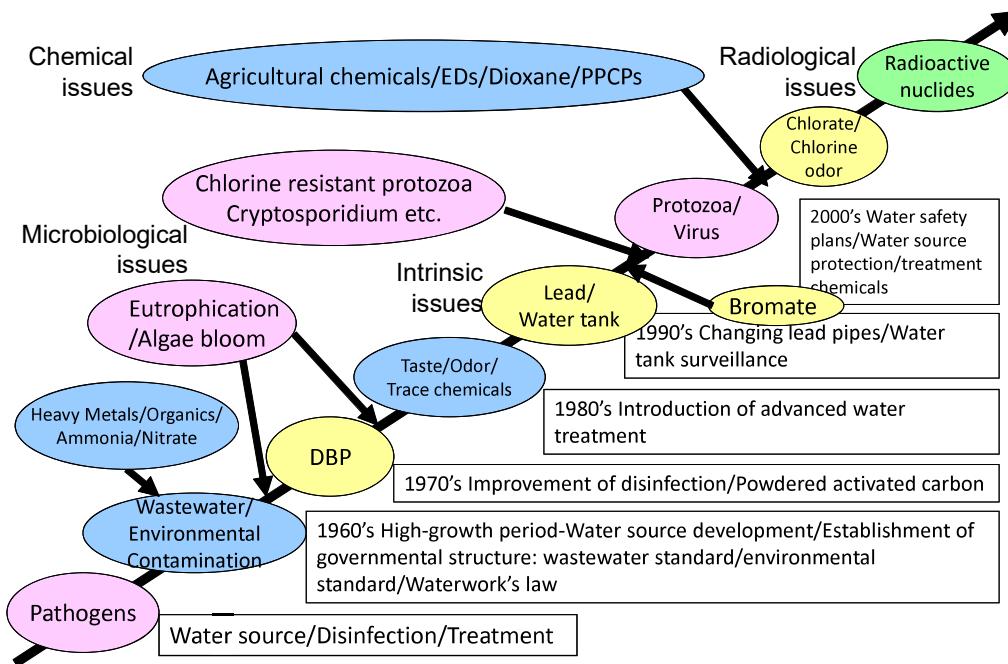 Chemical
issues
Agricultural chemicals/EDs/Dioxane/PPCPs
Radiological
issues
Radioactive
nuclides
Chlorate/
Chlorine
odor
Chlorine resistant protozoa
Cryptosporidium etc.
Protozoa/
Virus
2000's Water safety
plans/Water source
protection/treatment
chemicals
Microbiological
issues
Intrinsic
issues
Eutrophication
/Algae bloom
Lead/
Water tank
Bromate
1990's Changing lead pipes/Water
tank surveillance
Taste/Odor/
Trace chemicals
Heavy Metals/Organics/
Ammonia/Nitrate
1980's Introduction of advanced water
treatment
DBP
1970's Improvement of disinfection/Powdered activated carbon
Wastewater/
Environmental
Contamination
1960's High-growth period-Water source development/Establishment of
governmental structure: wastewater standard/environmental
standard/Waterwork's law
Pathogens
Water source/Disinfection/Treatment